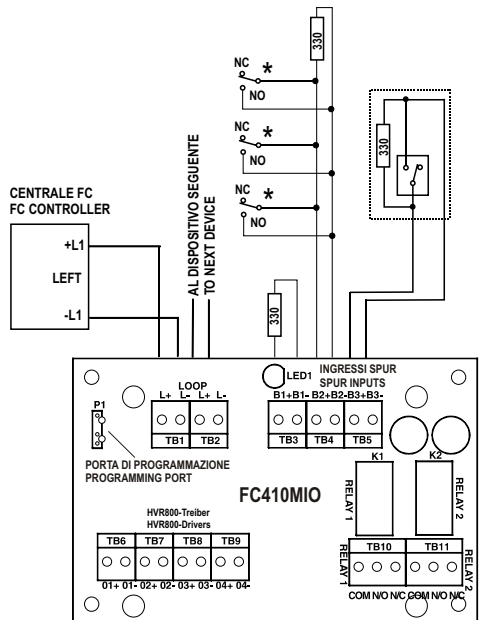 330
NC *
NO
NC *
NO
NC *
NO
330
AL DISPOSITIVO SEGUENTE
TO NEXT DEVICE
CENTRALE FC
FC CONTROLLER
+L1
LEFT
-L1
330
LED1
INGRESSI SPUR
SPUR INPUTS
LOOP
L+ L- L+ L-
B1+B1- B2+B2-B3+B3-
P1
TB1 TB2
TB3 TB4 TB5
PORTA DI PROGRAMMAZIONE
PROGRAMMING PORT
K1 K2
FC410MIO
RELAY 1
RELAY 2
HVR800-Treiber
HVR800-Drivers
TB6 TB7 TB8 TB9
TB10 TB11
RELAY 1
RELAY 2
01+ 01- 02+ 02- 03+ 03- 04+ 04-
COM N/O N/C COM N/O N/C